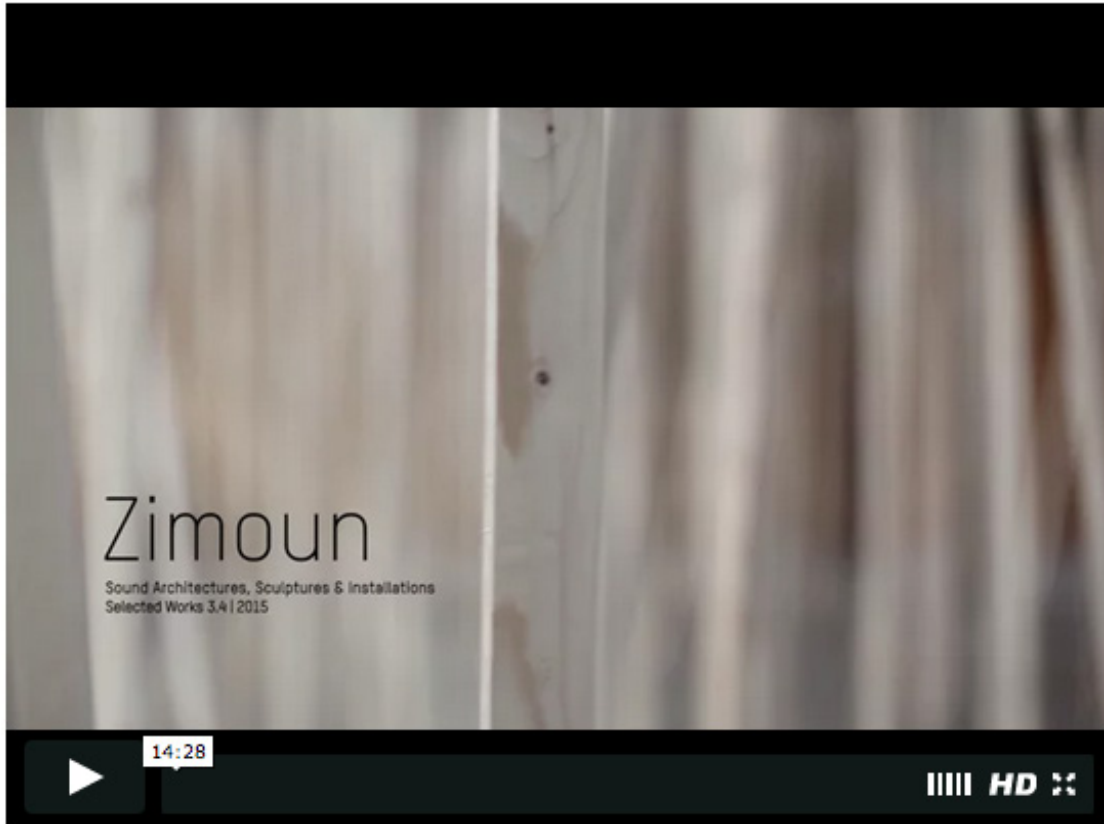 Zimoun
Sound Architectures, Sculptures & Installations
Selected Works 3.4 | 2015
14:28
HD